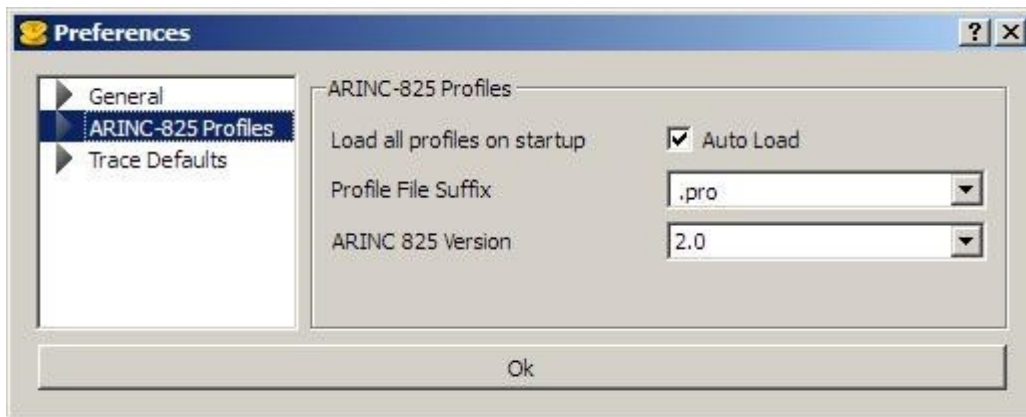 Preferences
General
ARINC-825 Profiles
Trace Defaults
ARINC-825 Profiles
Load all profiles on startup Auto Load
Profile File Suffix .pro
ARINC 825 Version 2.0
Ok